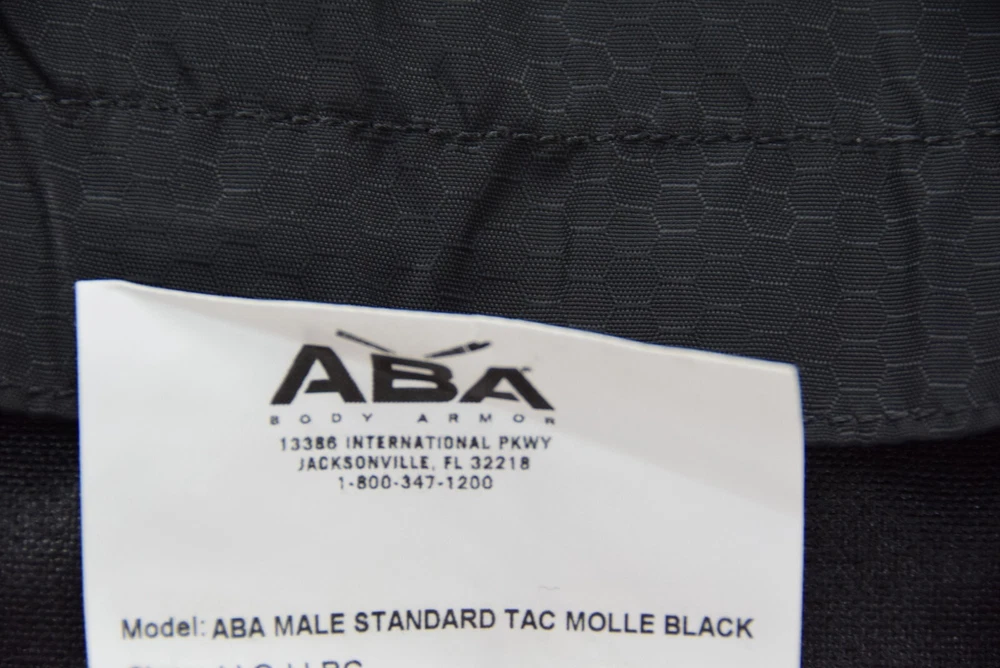 ABA
BODY ARMOR
13386 INTERNATIONAL PKWY
JACKSONVILLE, FL 32218
1-800-347-1200
Model: ABA MALE STANDARD TAC MOLLE BLACK